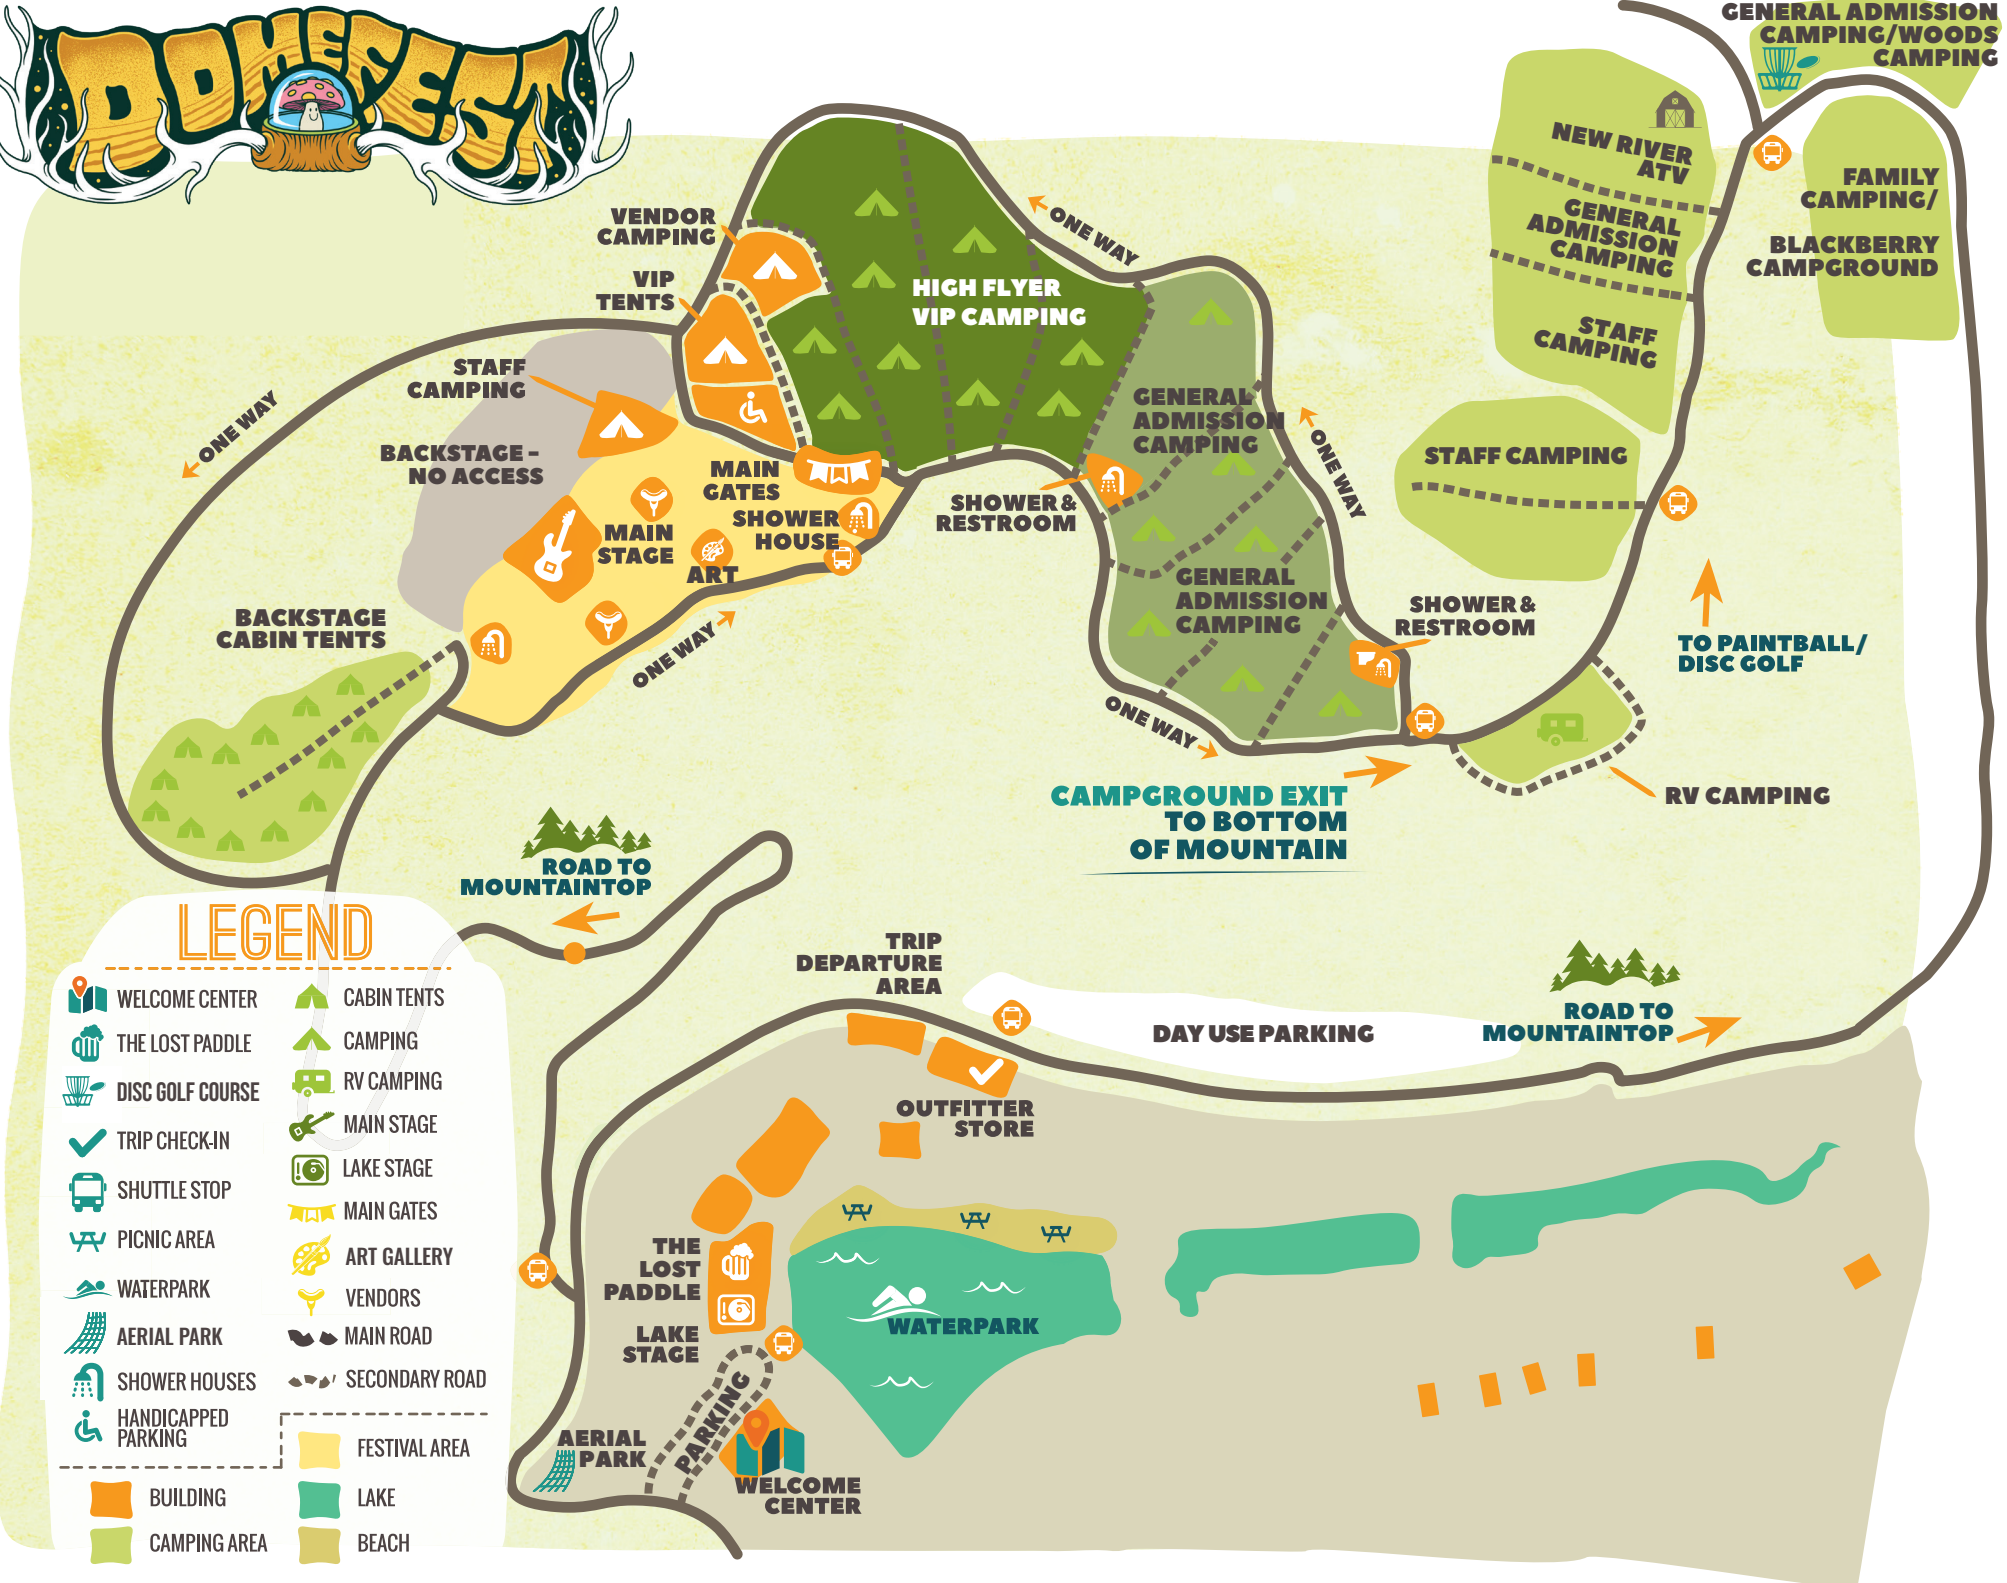 DOMEFEST
GENERAL ADMISSION
CAMPING/WOODS
CAMPING
NEW RIVER
ATV
GENERAL
ADMISSION
CAMPING
STAFF
CAMPING
FAMILY
CAMPING/
BLACKBERRY
CAMPGROUND
VENDOR
CAMPING
VIP
TENTS
HIGH FLYER
VIP CAMPING
ONE WAY
STAFF
CAMPING
ONE WAY
BACKSTAGE -
NO ACCESS
MAIN
GATES
SHOWER
HOUSE
MAIN
STAGE
ART
GENERAL
ADMISSION
CAMPING
ONE WAY
SHOWER &
RESTROOM
STAFF CAMPING
BACKSTAGE
CABIN TENTS
ONE WAY
GENERAL
ADMISSION
CAMPING
SHOWER &
RESTROOM
TO PAINTBALL/
DISC GOLF
ONE WAY
CAMPGROUND EXIT
TO BOTTOM
OF MOUNTAIN
RV CAMPING
ROAD TO
MOUNTAINTOP
TRIP
DEPARTURE
AREA
DAY USE PARKING
ROAD TO
MOUNTAINTOP
OUTFITTER
STORE
THE
LOST
PADDLE
LAKE
STAGE
WATERPARK
PARKING
AERIAL
PARK
WELCOME
CENTER
LEGEND
WELCOME CENTER
THE LOST PADDLE
DISC GOLF COURSE
TRIP CHECK-IN
SHUTTLE STOP
PICNIC AREA
WATERPARK
AERIAL PARK
SHOWER HOUSES
HANDICAPPED
PARKING
CABIN TENTS
CAMPING
RV CAMPING
MAIN STAGE
LAKE STAGE
MAIN GATES
ART GALLERY
VENDORS
MAIN ROAD
SECONDARY ROAD
FESTIVAL AREA
BUILDING
LAKE
CAMPING AREA
BEACH